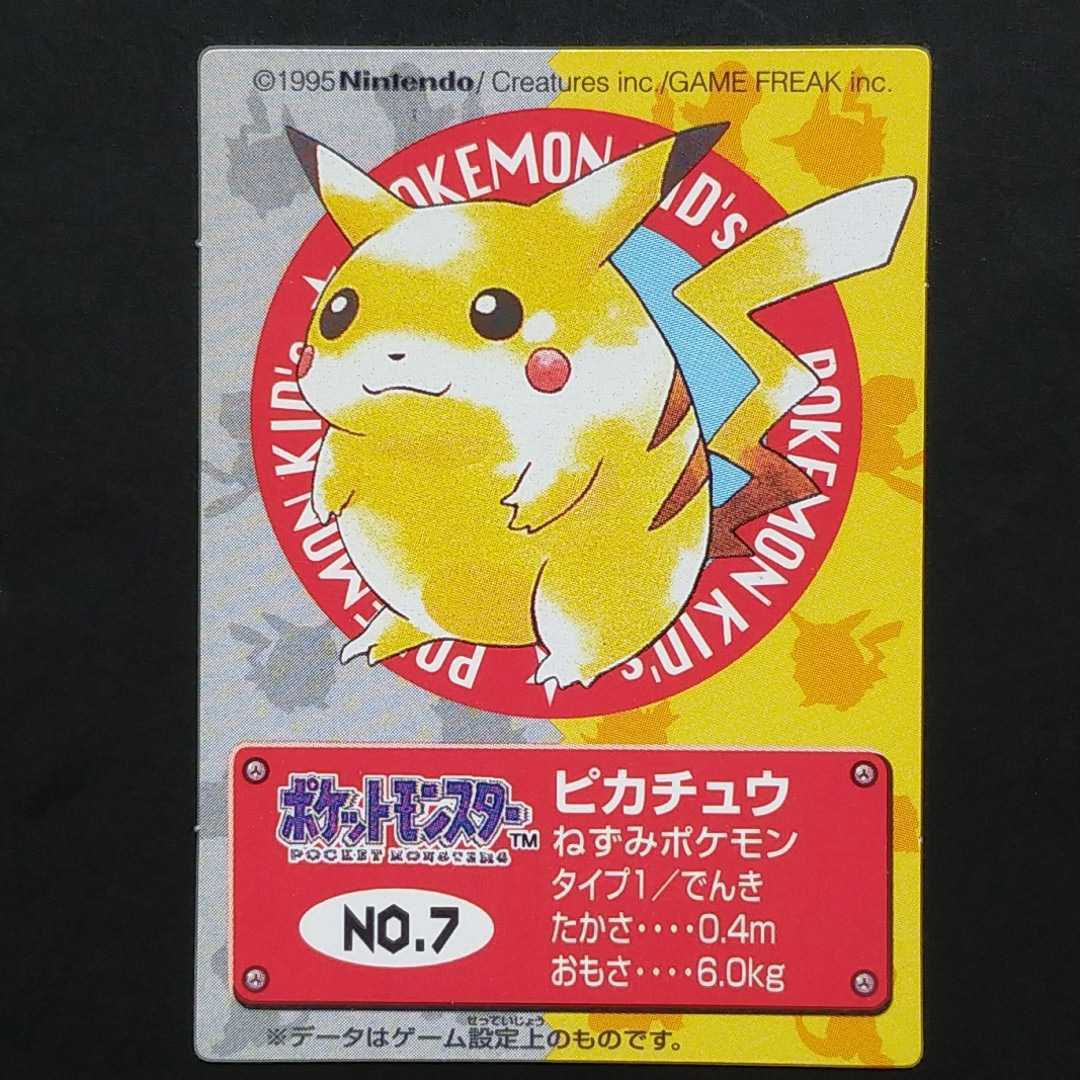 ©1995 Nintendo/ Creatures inc./GAME FREAK inc.
POKEMON KID's
POKEMON KID's
POKEMON KID's
ポケットモンスター™
POCKET MONSTERS
NO.7
ピカチュウ
ねずみポケモン
タイプ1/でんき
たかさ‥‥0.4m
おもさ‥‥6.0kg
せっていじょう
※データはゲーム設定上のものです。